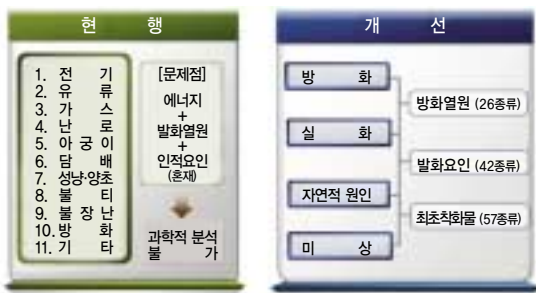 현 행
1. 전 기
2. 유 류
3. 가 스
4. 난 로
5. 아 궁 이
6. 담 배
7. 성냥·양초
8. 불 티
9. 불 장 난
10. 방 화
11. 기 타
[문제점]
에너지
+
발화열원
+
인적요인
(혼재)
과학적 분석
불 가
개 선
방 화
실 화
자연적 원인
미 상
방화열원 (26종류)
발화요인 (42종류)
최초착화물 (57종류)